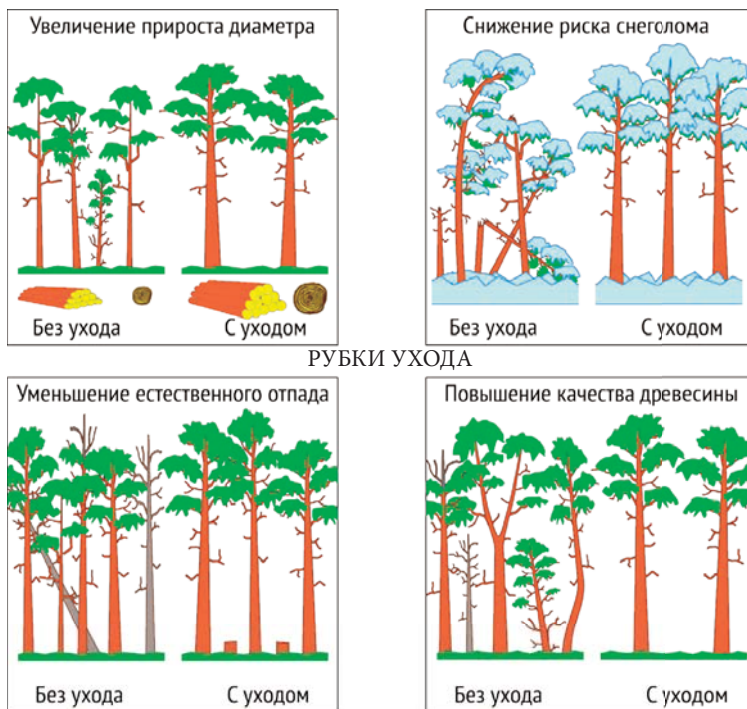 Увеличение прироста диаметра
Без ухода
С уходом
Снижение риска снеголома
Без ухода
С уходом
РУБКИ УХОДА
Уменьшение естественного отпада
Без ухода
С уходом
Повышение качества древесины
Без ухода
С уходом